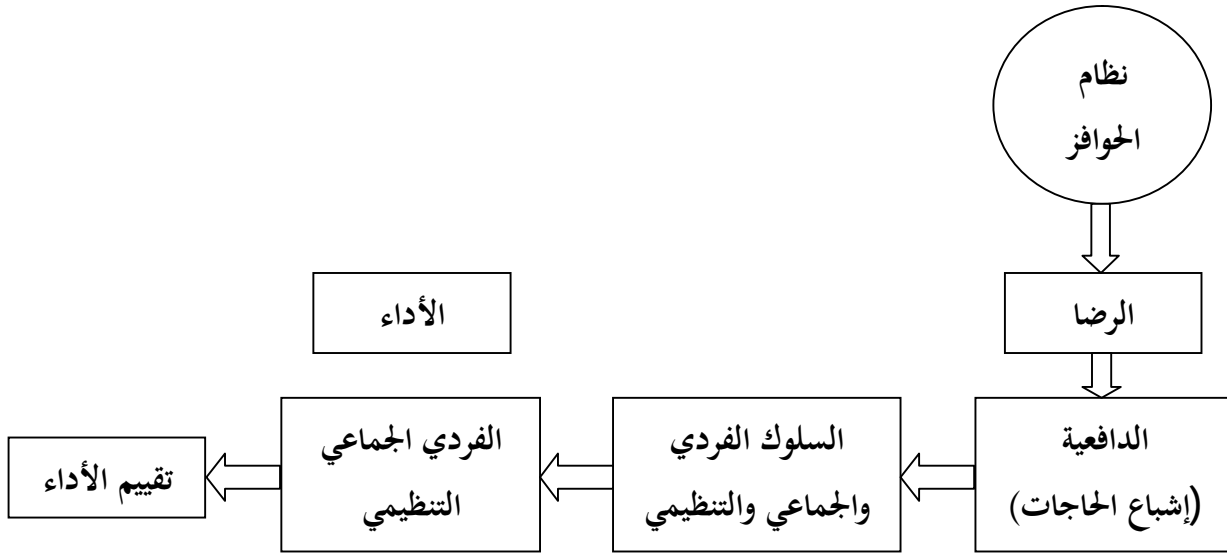 نظام
الحوافز
الرضا
الأداء
الدافعية
(إشباع الحاجات)
السلوك الفردي
والجماعي والتنظيمي
الفردي الجماعي
التنظيمي
تقييم الأداء